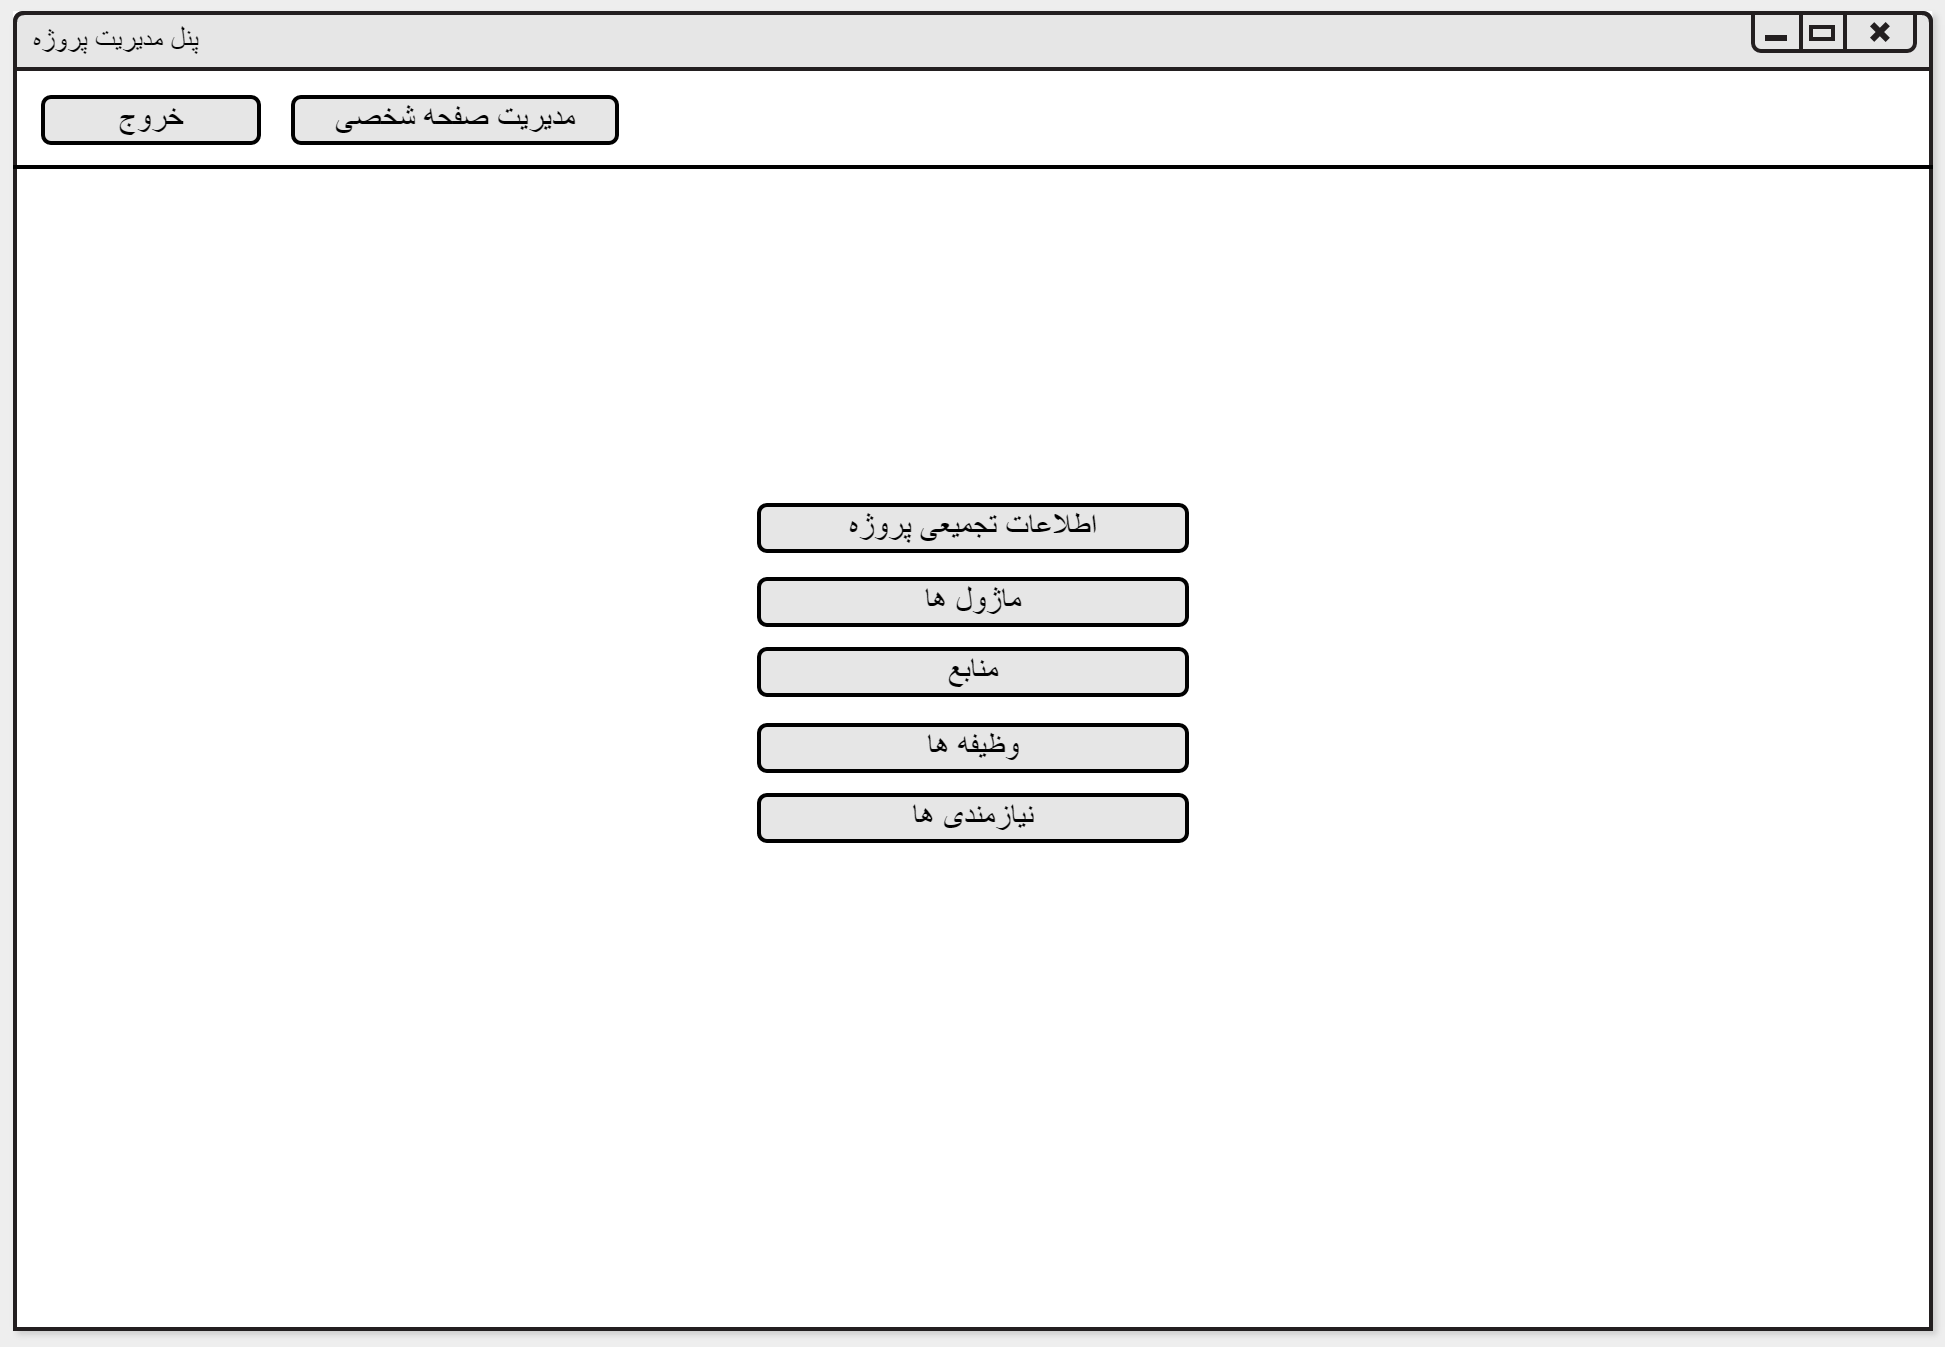 پنل مدیریت پروژه
مدیریت صفحه شخصی
خروج
اطلاعات تجمیعی پروژه
ماژول ها
منابع
وظیفه ها
نیازمندی ها